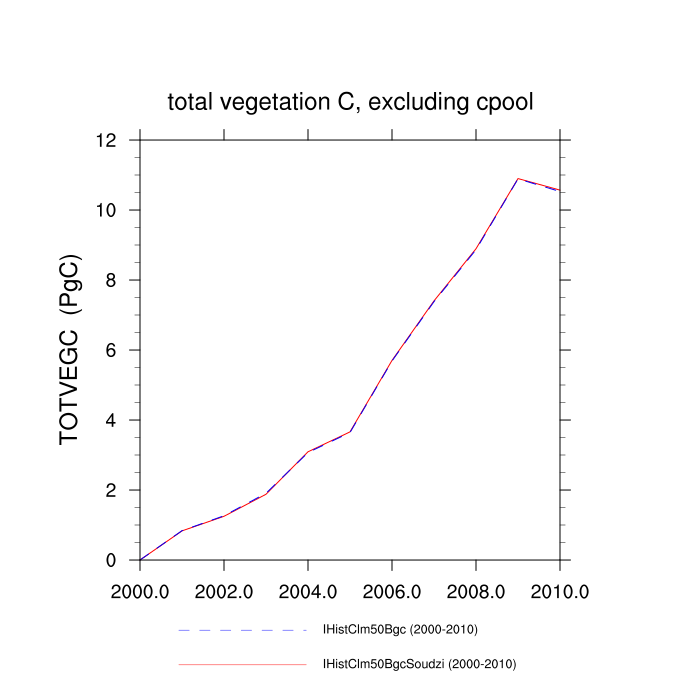 total vegetation C, excluding cpool
TOTVEGC (PgC)
12
10
8
6
4
2
0
2000.0 2002.0 2004.0 2006.0 2008.0 2010.0
IHistClm50Bgc (2000-2010)
IHistClm50BgcSoudzi (2000-2010)